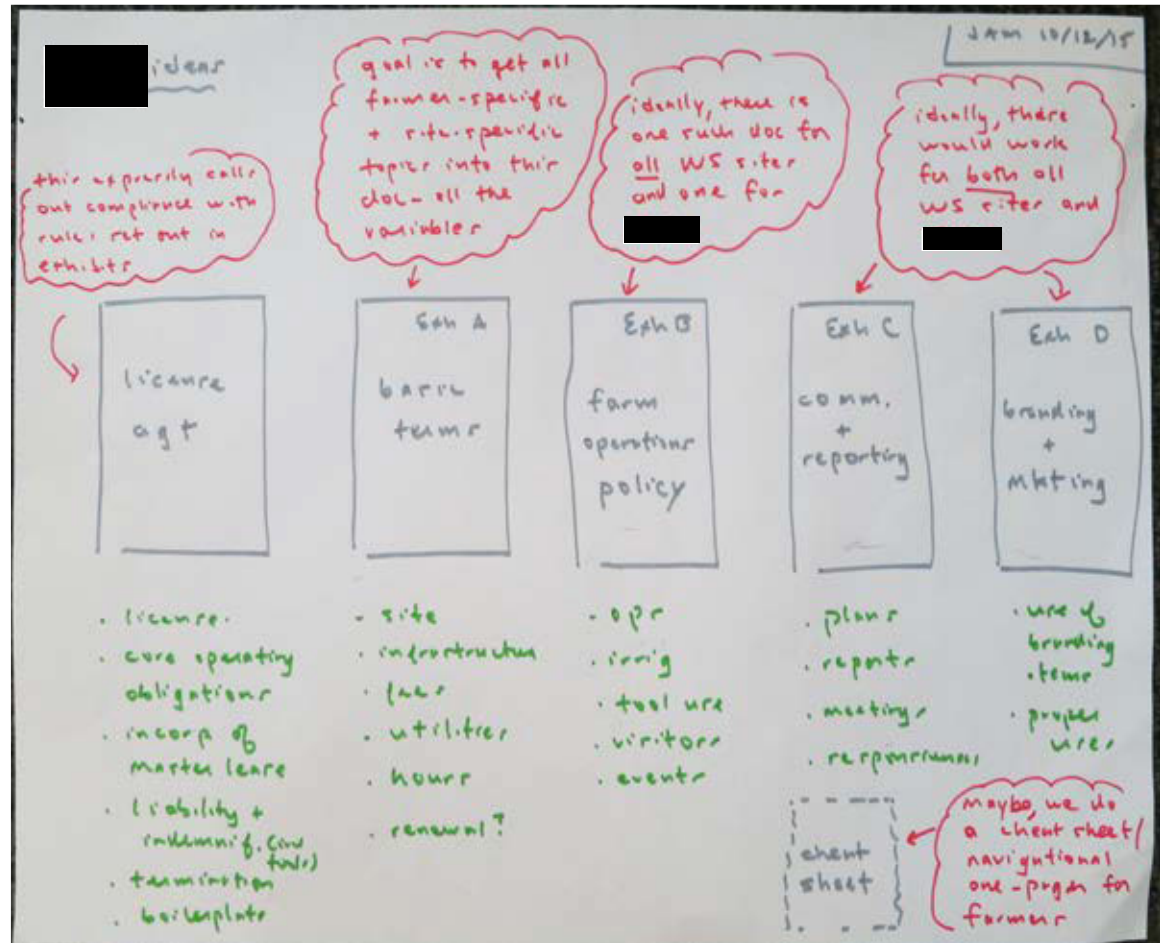 ideas
JAM 10/12/15
this expressly calls
out compliance with
rules set out in
exhibits
goal is to get all
farmer-specific
+ site-specific
topics into this
doc - all the
variables
ideally, there is
one such doc for
all WS sites
and one for
ideally, these
would work
for both all
WS sites and
license
agt
Exh A
basic
terms
Exh B
farm
operations
policy
Exh C
comm.
+
reporting
Exh D
branding
+
mkting
· license
· core operating
obligations
· incorp of
master lease
· liability +
indemnif.
· termination
· boilerplate
- site
· infrastructure
· fees
· utilities
· hours
· renewal?
- ops
· irrig
· tool use
· visitors
· events
· plans
· reports
· meetings
· responsiveness
· use of
branding
items
· proper
uses
cheat
sheet
Maybe, we do
a cheat sheet/
navigational
one-pager for
farmers